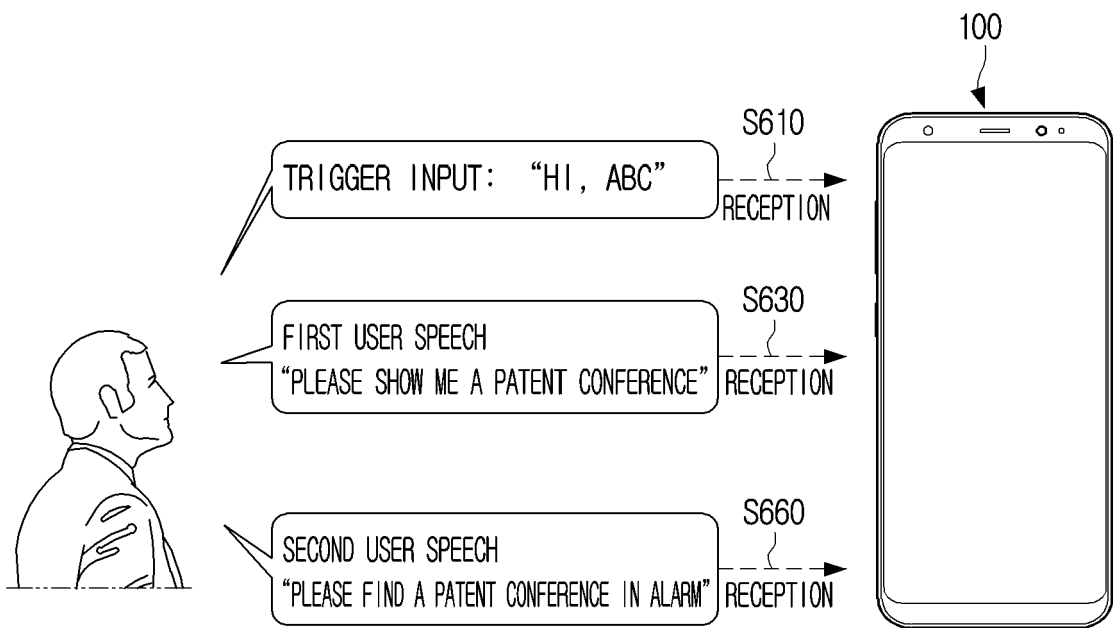 100
S610
TRIGGER INPUT: “HI, ABC”
RECEPTION
S630
FIRST USER SPEECH
“PLEASE SHOW ME A PATENT CONFERENCE”
RECEPTION
S660
SECOND USER SPEECH
“PLEASE FIND A PATENT CONFERENCE IN ALARM”
RECEPTION